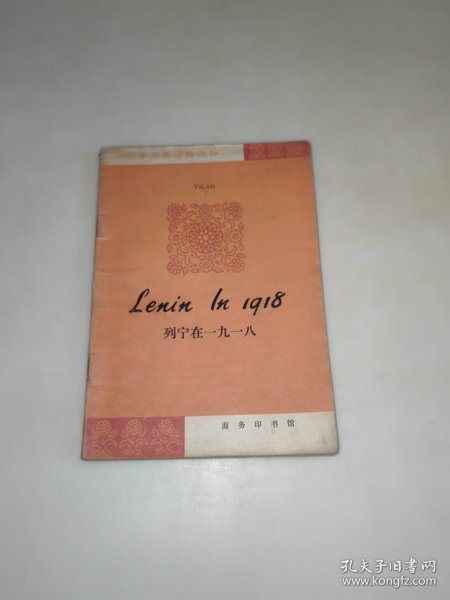 Lenin In 1918
列宁在一九一八
商务印书馆
孔夫子旧书网
www.kongfz.com